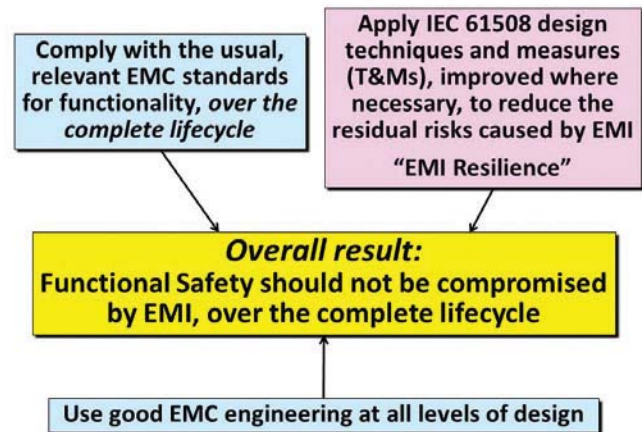 Comply with the usual,
relevant EMC standards
for functionality, over the
complete lifecycle
Apply IEC 61508 design
techniques and measures
(T&Ms), improved where
necessary, to reduce the
residual risks caused by EMI
“EMI Resilience”
Overall result:
Functional Safety should not be compromised
by EMI, over the complete lifecycle
Use good EMC engineering at all levels of design